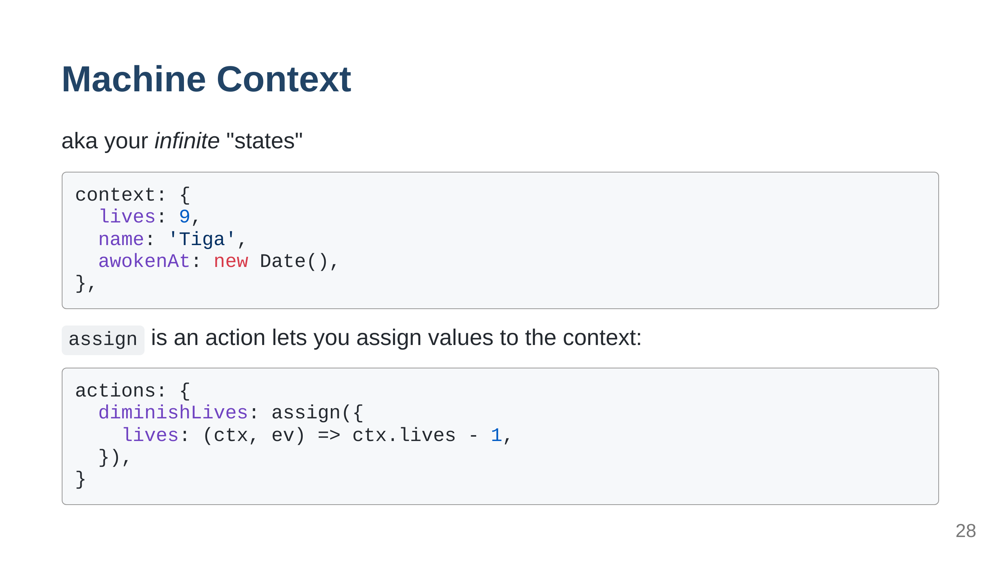 Machine Context
aka your infinite "states"
context: {
  lives: 9,
  name: 'Tiga',
  awokenAt: new Date(),
},
assign is an action lets you assign values to the context:
actions: {
  diminishLives: assign({
    lives: (ctx, ev) => ctx.lives - 1,
  }),
}
28